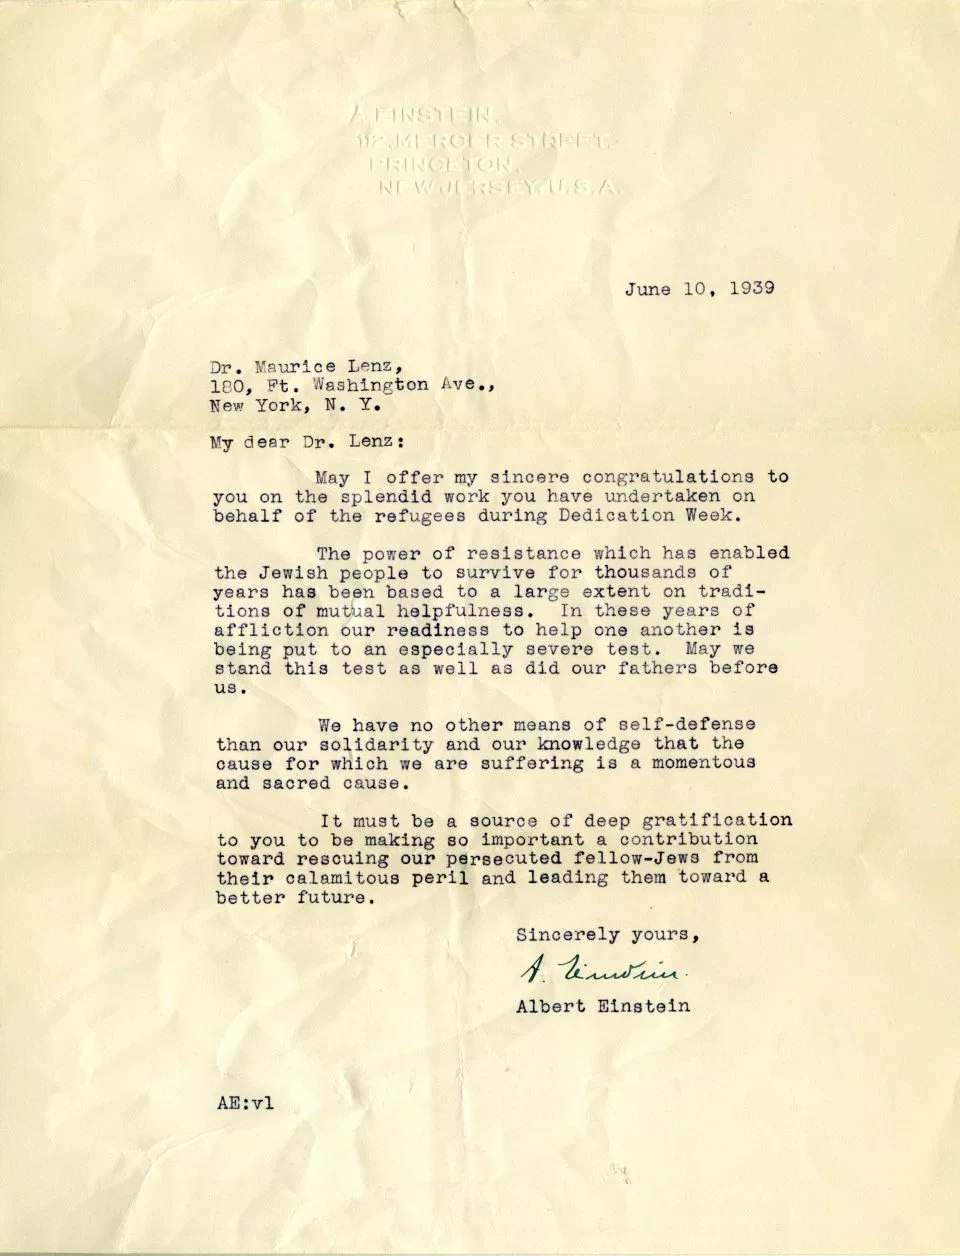 A. EINSTEIN.
112, MERCER STREET,
PRINCETON,
NEW JERSEY, U.S.A.
June 10, 1939
Dr. Maurice Lenz,
180, Ft. Washington Ave.,
New York, N. Y.
My dear Dr. Lenz:
May I offer my sincere congratulations to
you on the splendid work you have undertaken on
behalf of the refugees during Dedication Week.
The power of resistance which has enabled
the Jewish people to survive for thousands of
years has been based to a large extent on tradi-
tions of mutual helpfulness. In these years of
affliction our readiness to help one another is
being put to an especially severe test. May we
stand this test as well as did our fathers before
us.
We have no other means of self-defense
than our solidarity and our knowledge that the
cause for which we are suffering is a momentous
and sacred cause.
It must be a source of deep gratification
to you to be making so important a contribution
toward rescuing our persecuted fellow-Jews from
their calamitous peril and leading them toward a
better future.
Sincerely yours,
A. Einstein.
Albert Einstein
AE:vl